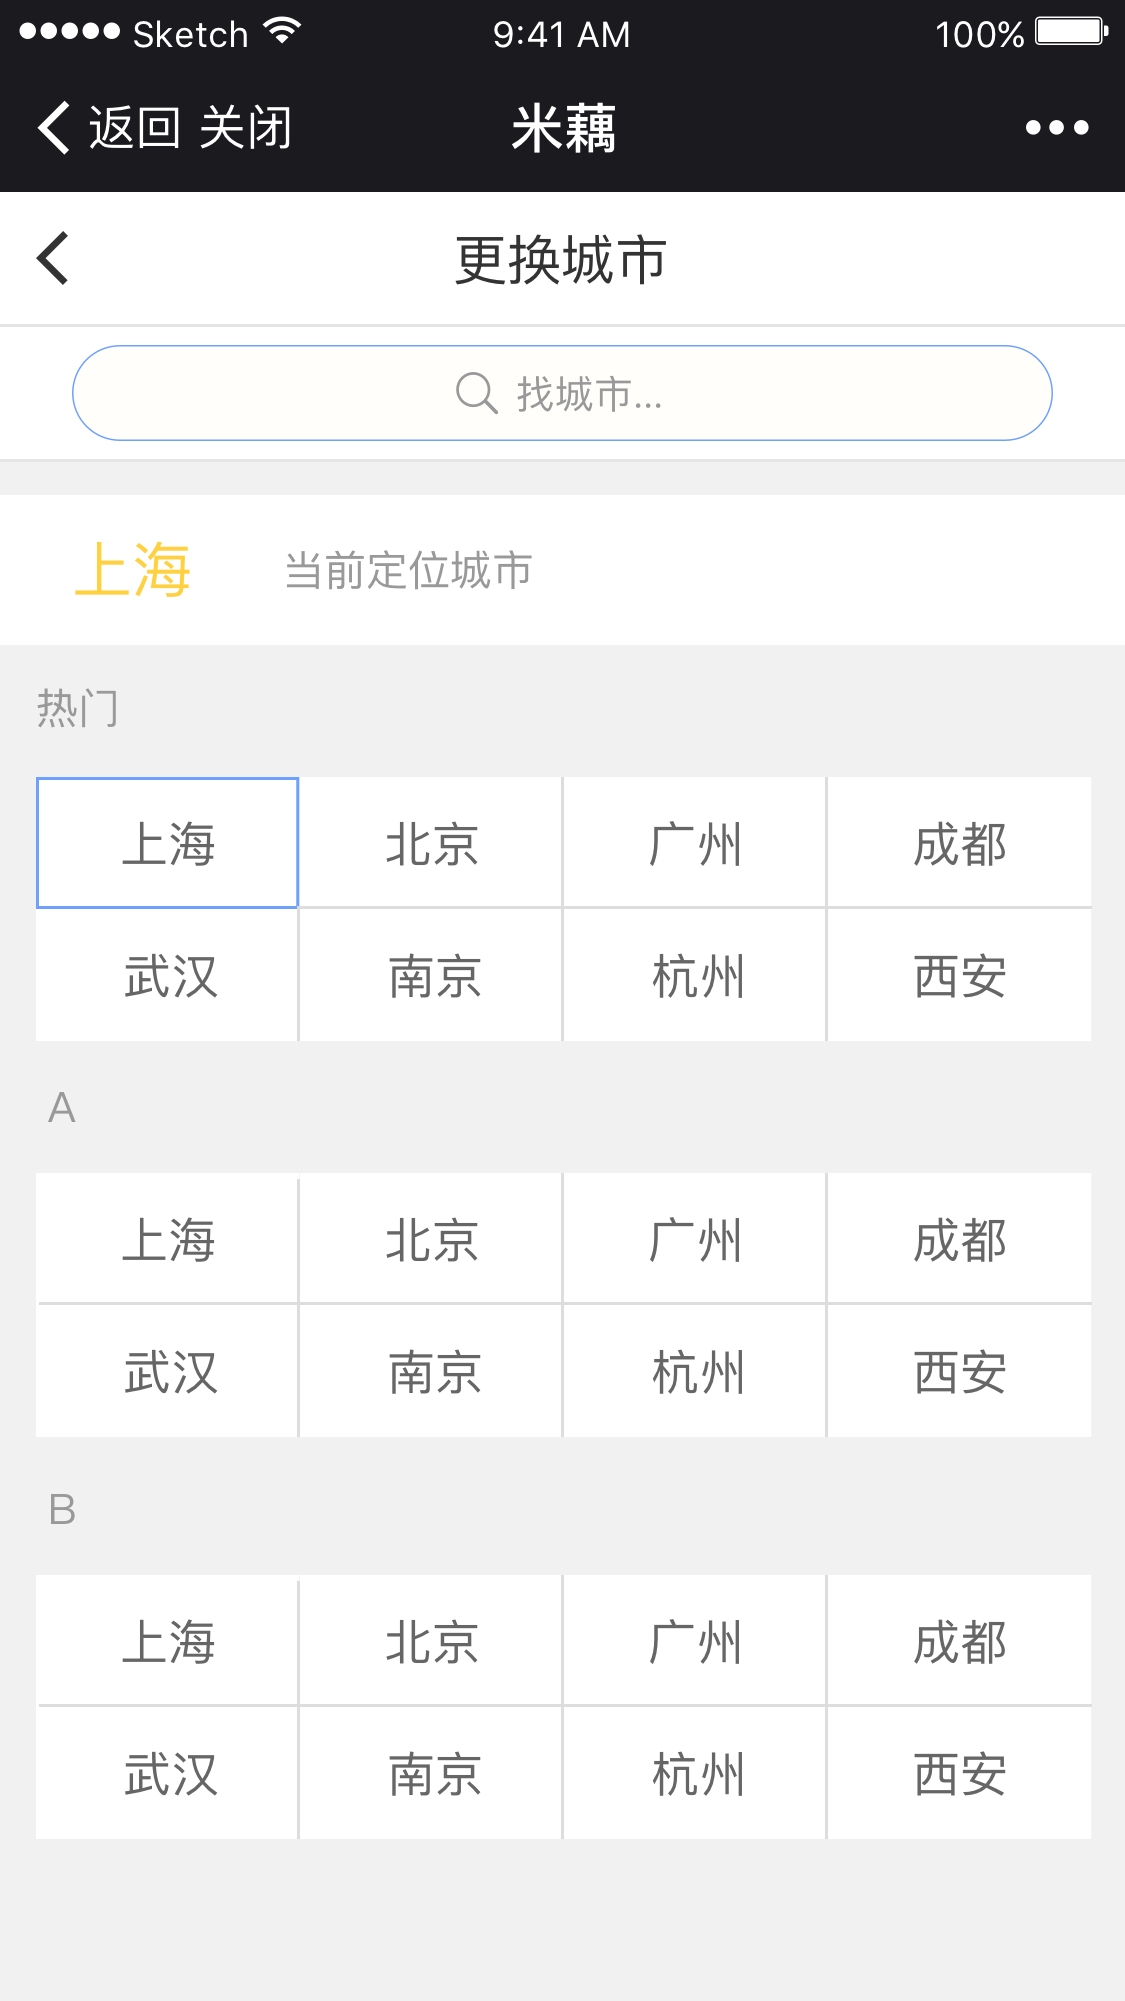 Sketch 9:41 AM 100%
返回 关闭 米藕
更换城市
找城市...
上海 当前定位城市
热门
上海 北京 广州 成都
武汉 南京 杭州 西安
A
上海 北京 广州 成都
武汉 南京 杭州 西安
B
上海 北京 广州 成都
武汉 南京 杭州 西安